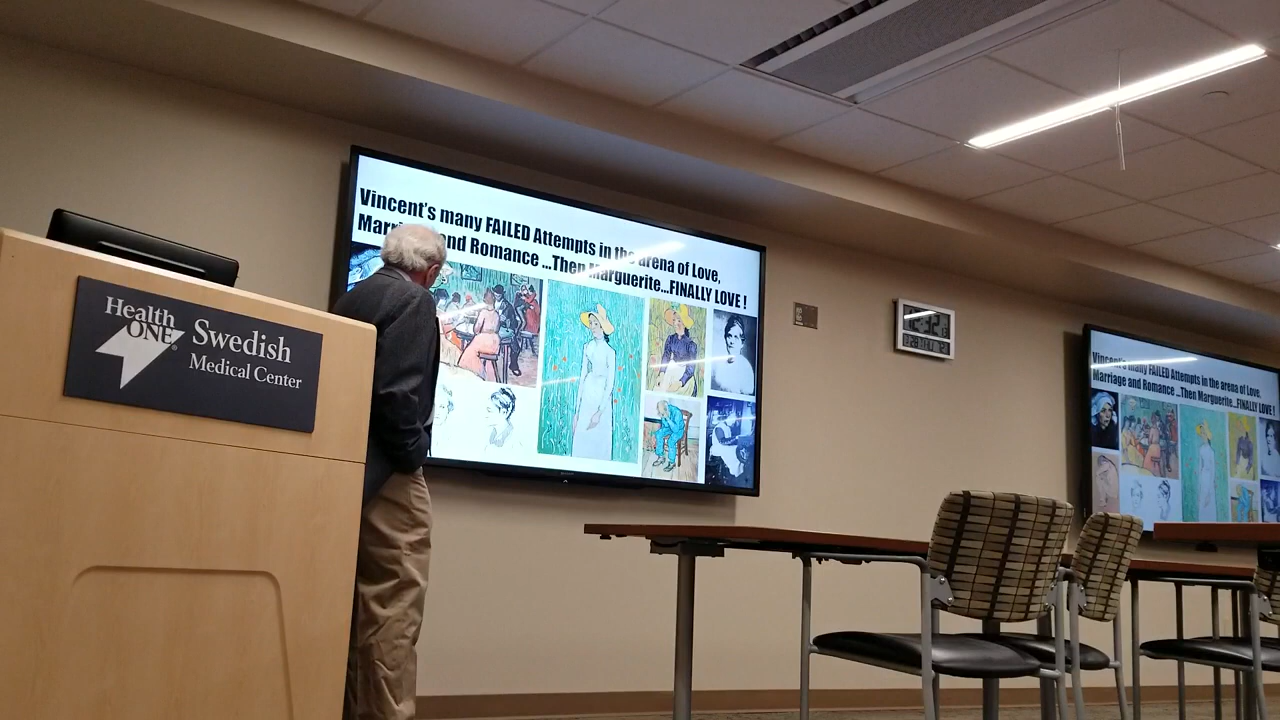 Vincent's many FAILED Attempts in the arena of Love,
Marriage and Romance ...Then Marguerite...FINALLY LOVE !
Health
ONE
Swedish
Medical Center
Vincent's many FAILED Attempts in the arena of Love,
Marriage and Romance ...Then Marguerite...FINALLY LOVE !